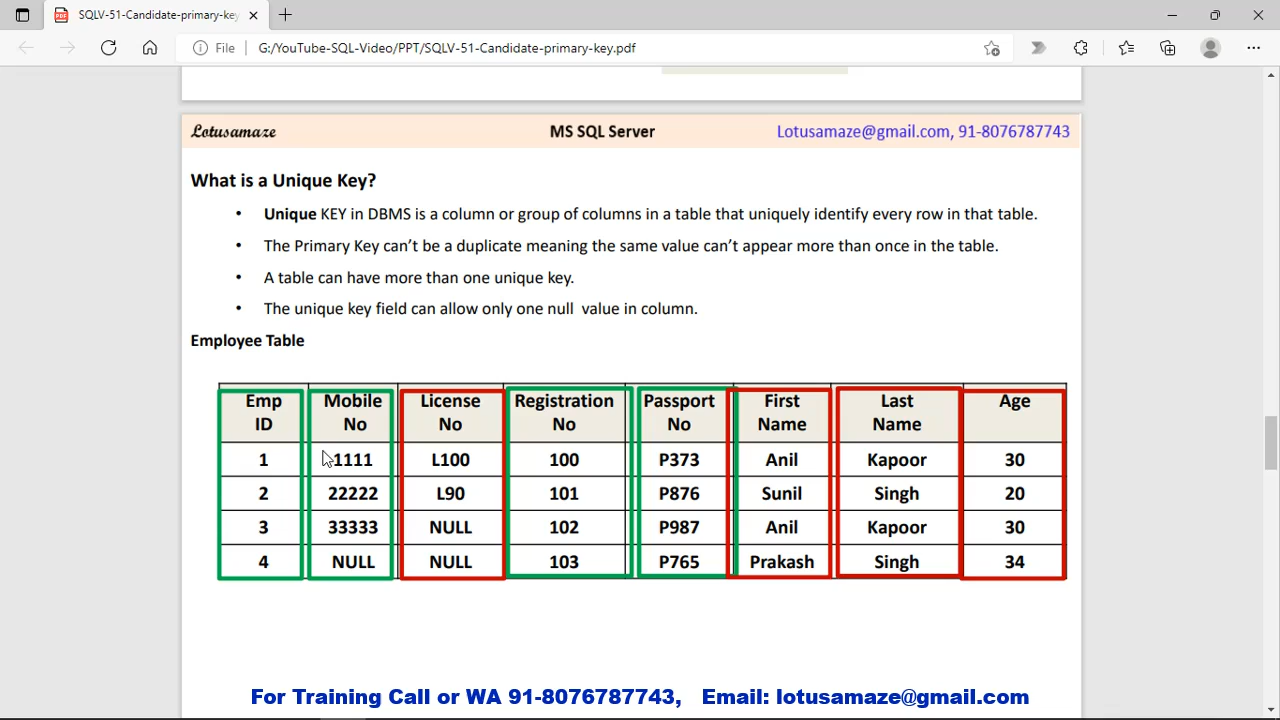 SQLV-51-Candidate-primary-key
File
G:/YouTube-SQL-Video/PPT/SQLV-51-Candidate-primary-key.pdf
Lotusamaze MS SQL Server Lotusamaze@gmail.com, 91-8076787743
What is a Unique Key?
• Unique KEY in DBMS is a column or group of columns in a table that uniquely identify every row in that table.
• The Primary Key can’t be a duplicate meaning the same value can’t appear more than once in the table.
• A table can have more than one unique key.
• The unique key field can allow only one null value in column.
Employee Table
Emp Mobile License Registration Passport First Last Age
ID No No No No Name Name
1 1111 L100 100 P373 Anil Kapoor 30
2 22222 L90 101 P876 Sunil Singh 20
3 33333 NULL 102 P987 Anil Kapoor 30
4 NULL NULL 103 P765 Prakash Singh 34
For Training Call or WA 91-8076787743, Email: lotusamaze@gmail.com